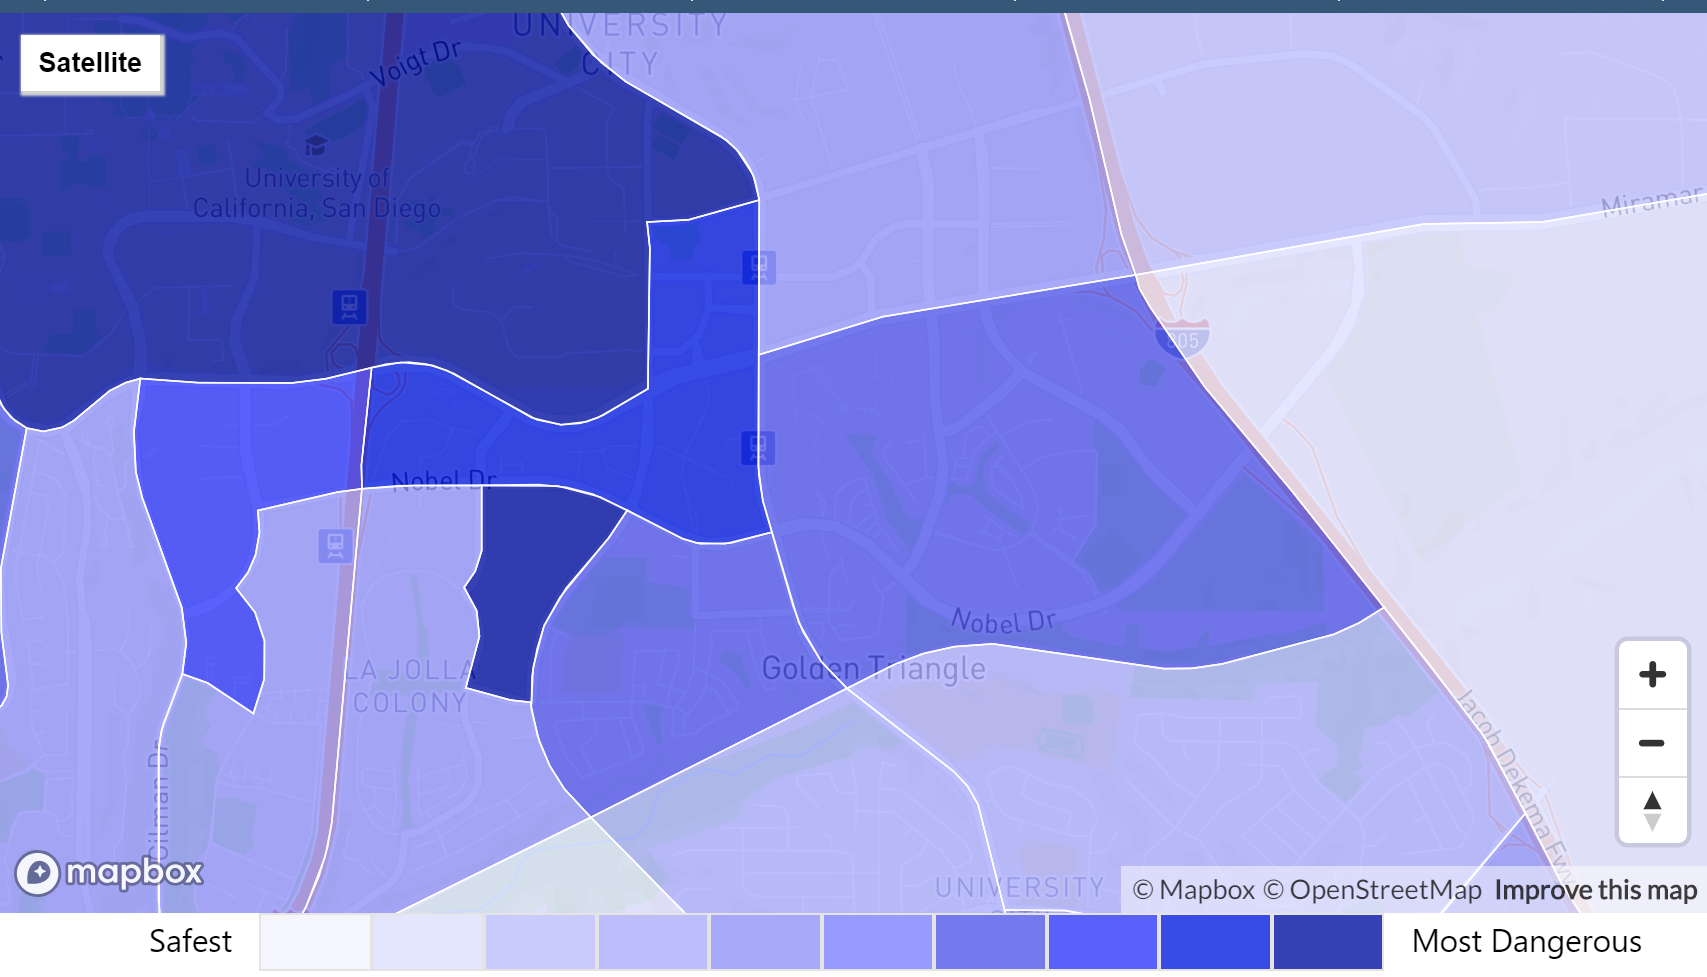 UNIVERSITY
CITY
Satellite
Voigt Dr
University of
California, San Diego
Miramar
805
Nobel Dr
Nobel Dr
Golden Triangle
LA JOLLA
COLONY
Gilman Dr
Jacob Dekema Fwy
mapbox
UNIVERSITY
© Mapbox © OpenStreetMap Improve this map
Safest
Most Dangerous